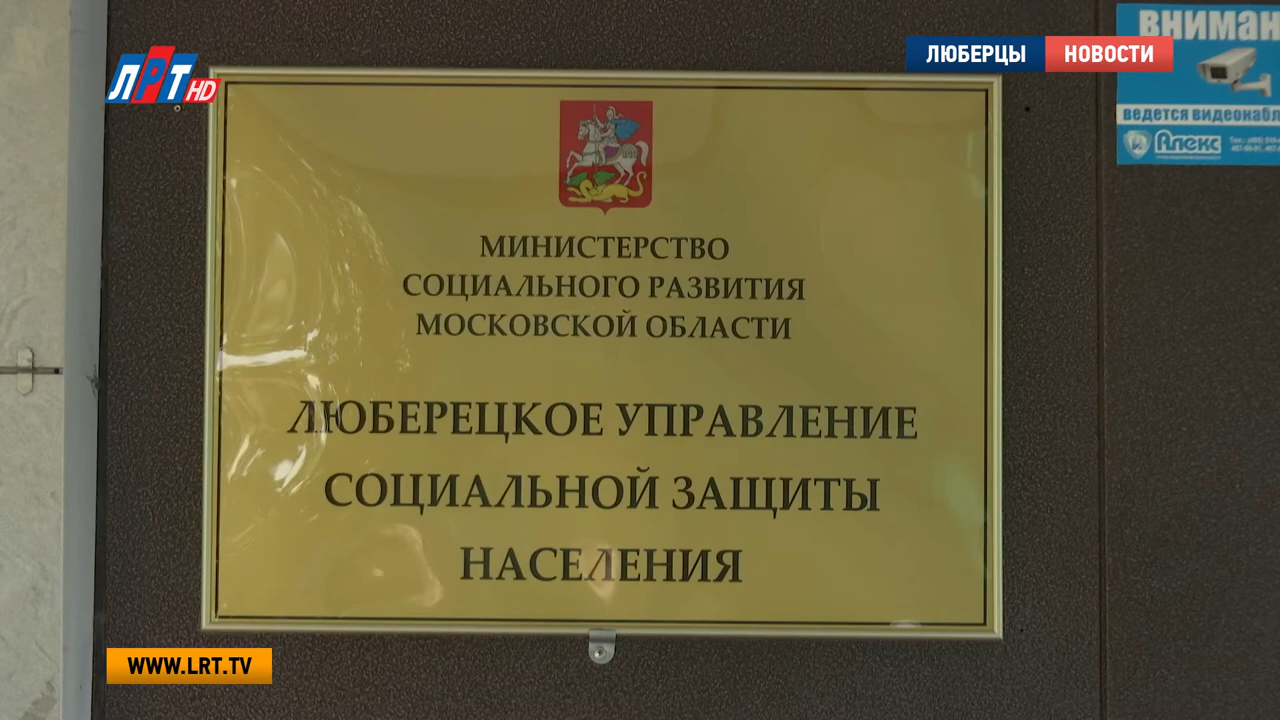 ЛРТ HD
ЛЮБЕРЦЫ НОВОСТИ
МИНИСТЕРСТВО
СОЦИАЛЬНОГО РАЗВИТИЯ
МОСКОВСКОЙ ОБЛАСТИ
ЛЮБЕРЕЦКОЕ УПРАВЛЕНИЕ
СОЦИАЛЬНОЙ ЗАЩИТЫ
НАСЕЛЕНИЯ
ВНИМАН
ведется видеонабл
Алекс
WWW.LRT.TV